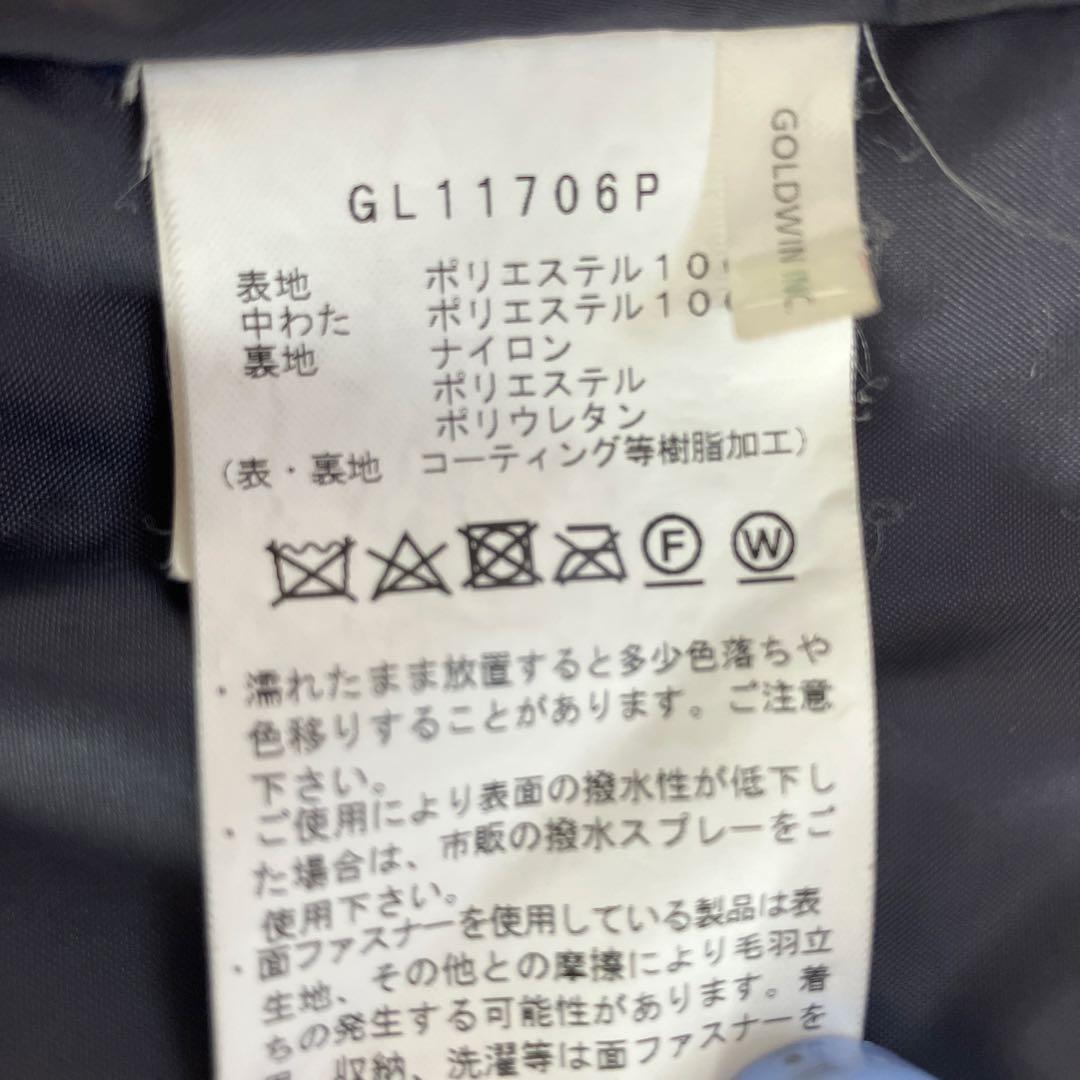 GOLDWIN INC.
GL11706P
表地 ポリエステル10
中わた ポリエステル10
裏地 ナイロン
ポリエステル
ポリウレタン
(表・裏地 コーティング等樹脂加工)
F W
・濡れたまま放置すると多少色落ちや
色移りすることがあります。ご注意
下さい。
・ご使用により表面の撥水性が低下し
た場合は、市販の撥水スプレーをご
使用下さい。
・面ファスナーを使用している製品は表
生地、その他との摩擦により毛羽立
ちの発生する可能性があります。着
収納、洗濯等は面ファスナーを